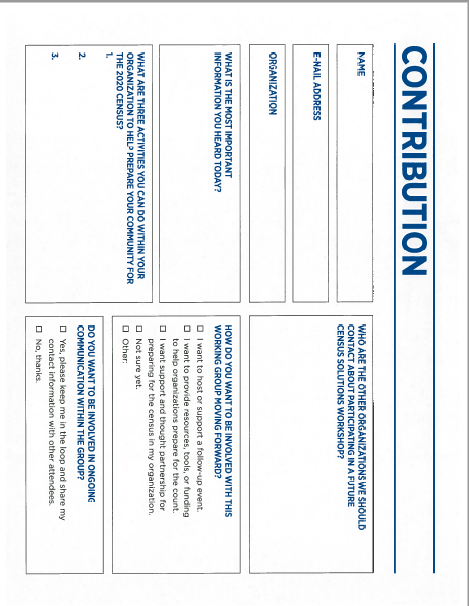 CONTRIBUTION
NAME
E-MAIL ADDRESS
ORGANIZATION
WHAT IS THE MOST IMPORTANT
INFORMATION YOU HEARD TODAY?
WHAT ARE THREE ACTIVITIES YOU CAN DO WITHIN YOUR
ORGANIZATION TO HELP PREPARE YOUR COMMUNITY FOR
THE 2020 CENSUS?
1.
2.
3.
WHO ARE THE OTHER ORGANIZATIONS WE SHOULD
CONTACT ABOUT PARTICIPATING IN A FUTURE
CENSUS SOLUTIONS WORKSHOP?
HOW DO YOU WANT TO BE INVOLVED WITH THIS
WORKING GROUP MOVING FORWARD?
☐ I want to host or support a follow-up event.
☐ I want to provide resources, tools, or funding
to help organizations prepare for the count.
☐ I want support and thought partnership for
preparing for the census in my organization.
☐ Not sure yet.
☐ Other:
DO YOU WANT TO BE INVOLVED IN ONGOING
COMMUNICATION WITHIN THE GROUP?
☐ Yes, please keep me in the loop and share my
contact information with other attendees.
☐ No, thanks.